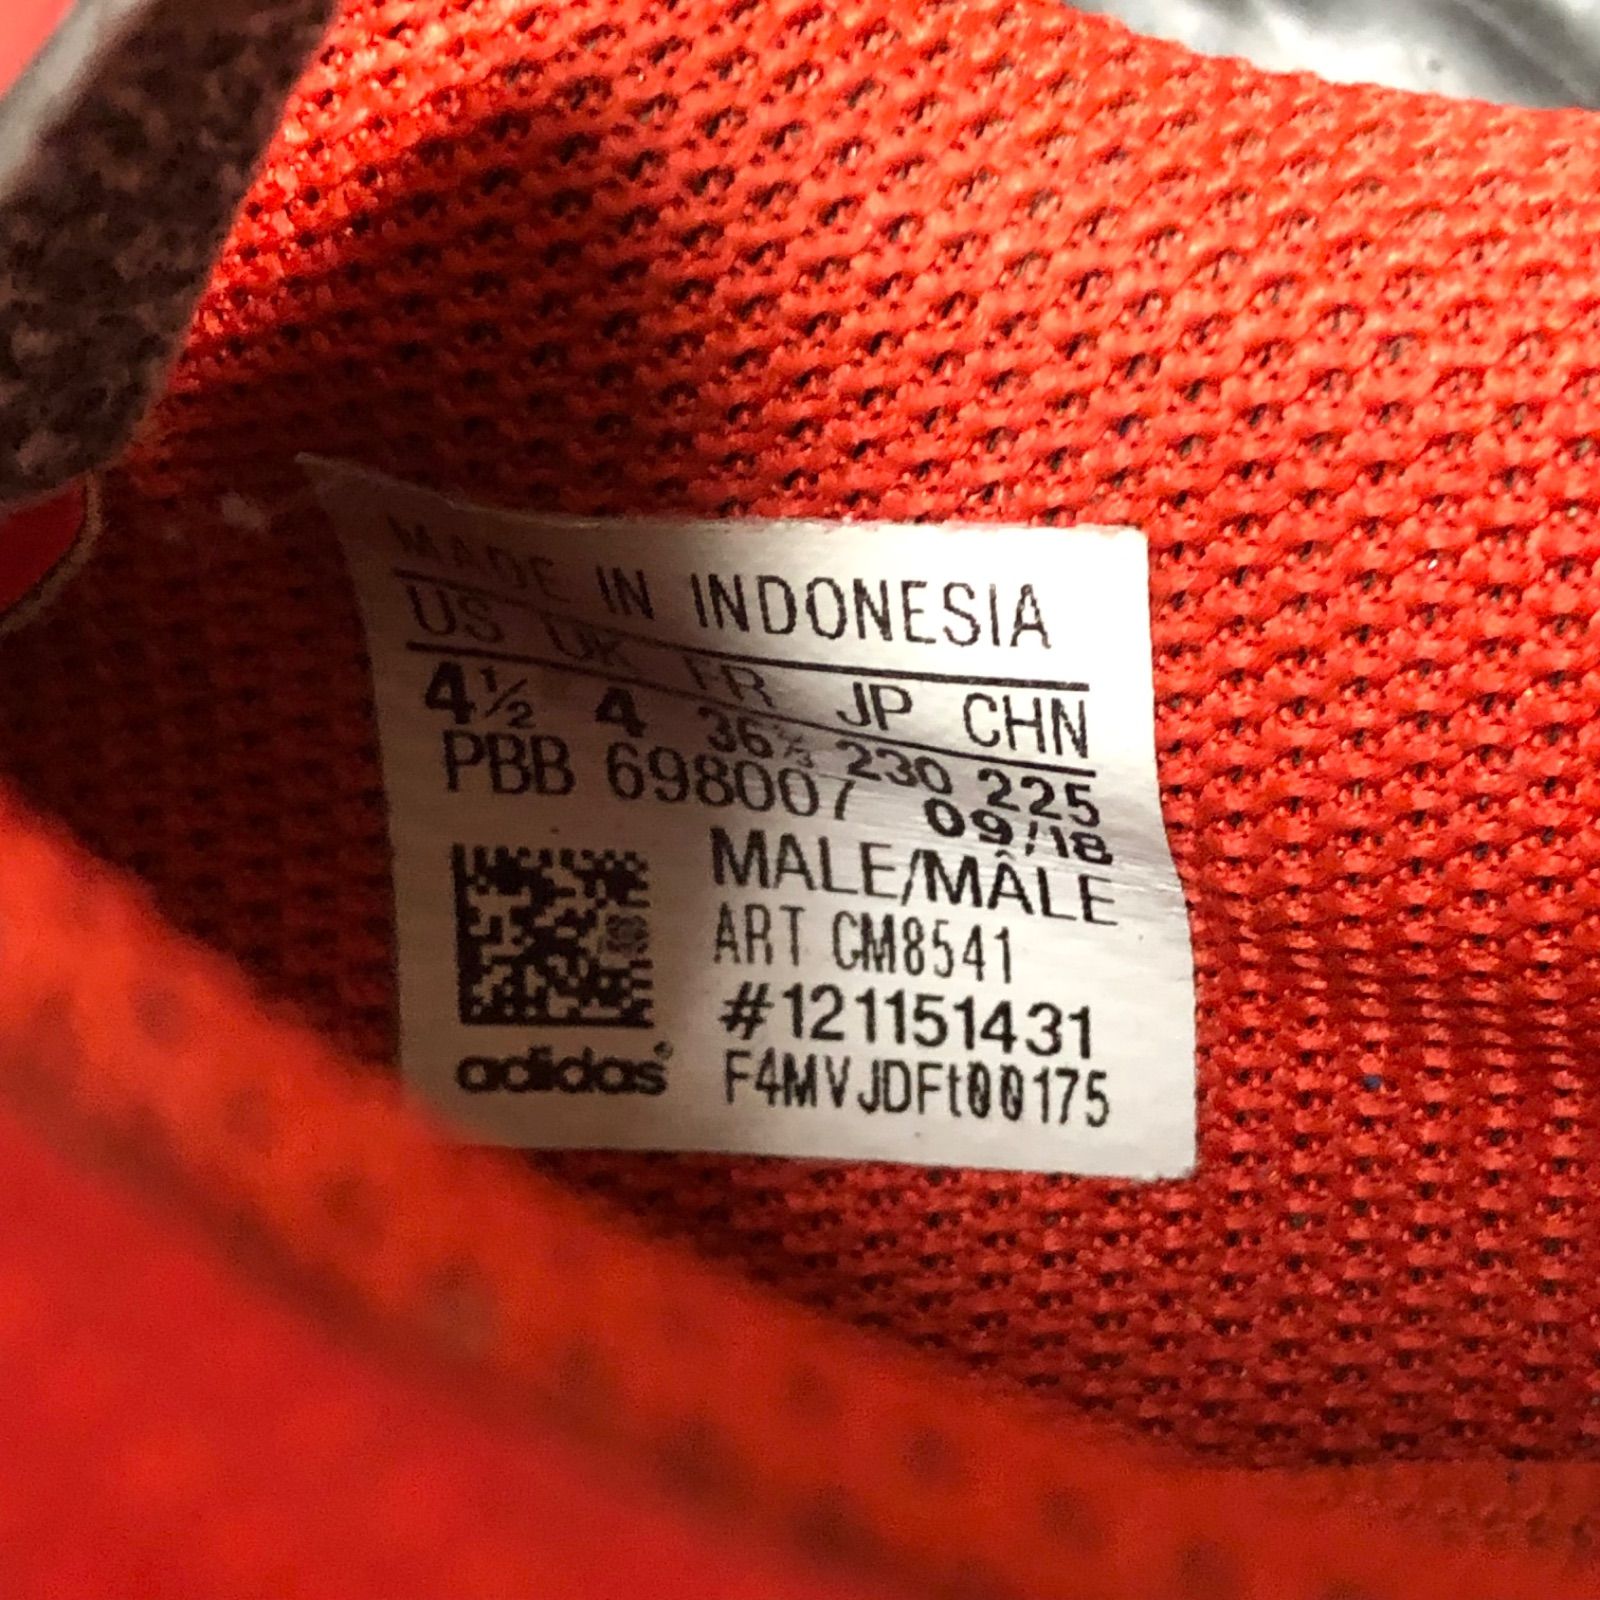 MADE IN INDONESIA
US UK FR JP CHN
4½ 4 36⅔ 230 225
PBB 698007 09/18
MALE/MÂLE
ART CM8541
#121151431
adidas® F4MVJDFt00175